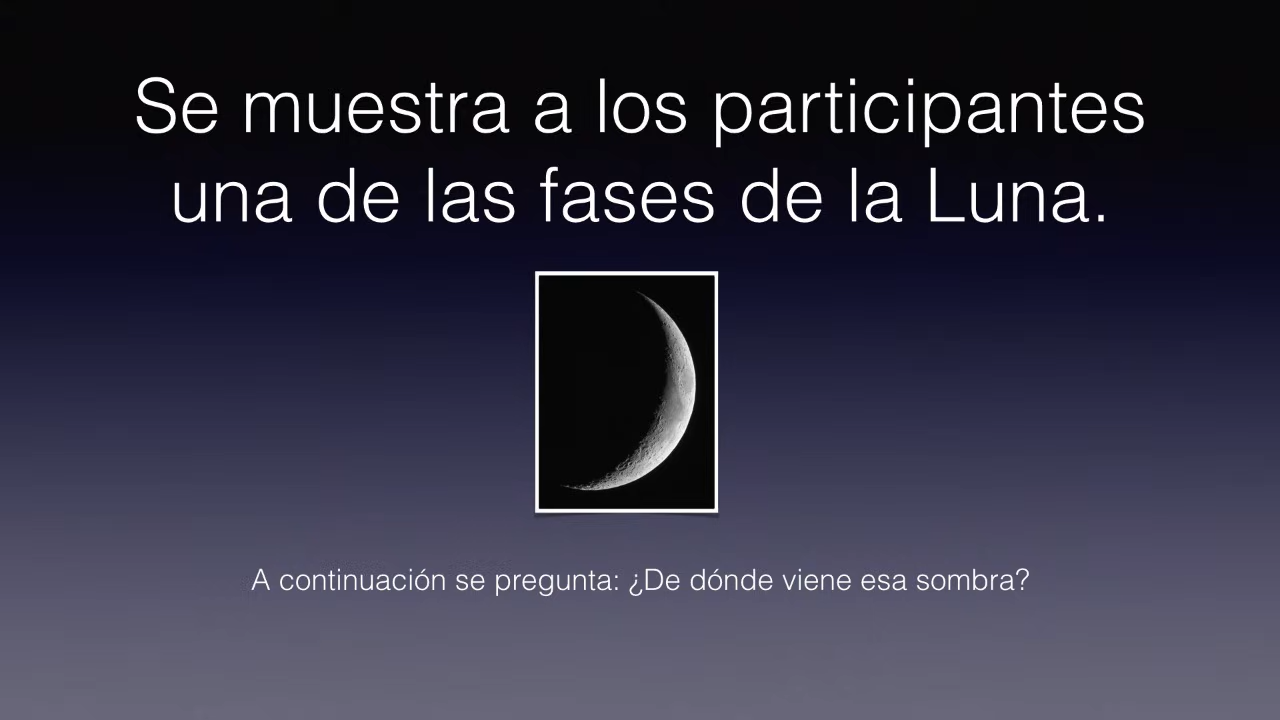 Se muestra a los participantes
una de las fases de la Luna.
A continuación se pregunta: ¿De dónde viene esa sombra?